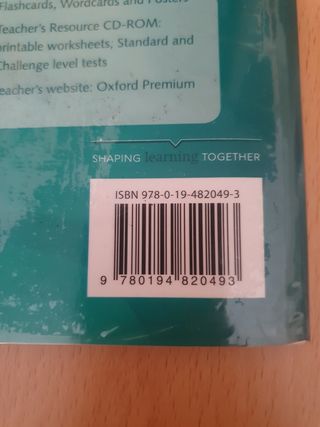 Flashcards, Wordcards and Posters
Teacher's Resource CD-ROM:
printable worksheets, Standard and
Challenge level tests
Teacher's website: Oxford Premium
SHAPING learning TOGETHER
ISBN 978-0-19-482049-3
9 780194 820493